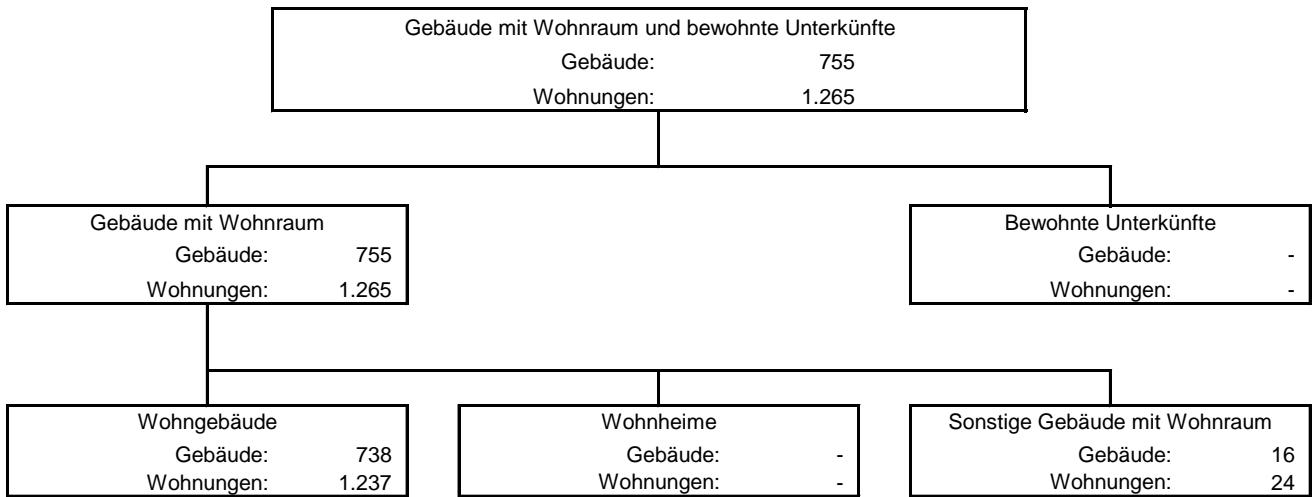 Gebäude mit Wohnraum und bewohnte Unterkünfte
Gebäude: 755
Wohnungen: 1.265
Gebäude mit Wohnraum
Gebäude: 755
Wohnungen: 1.265
Bewohnte Unterkünfte
Gebäude: -
Wohnungen: -
Wohngebäude
Gebäude: 738
Wohnungen: 1.237
Wohnheime
Gebäude: -
Wohnungen: -
Sonstige Gebäude mit Wohnraum
Gebäude: 16
Wohnungen: 24